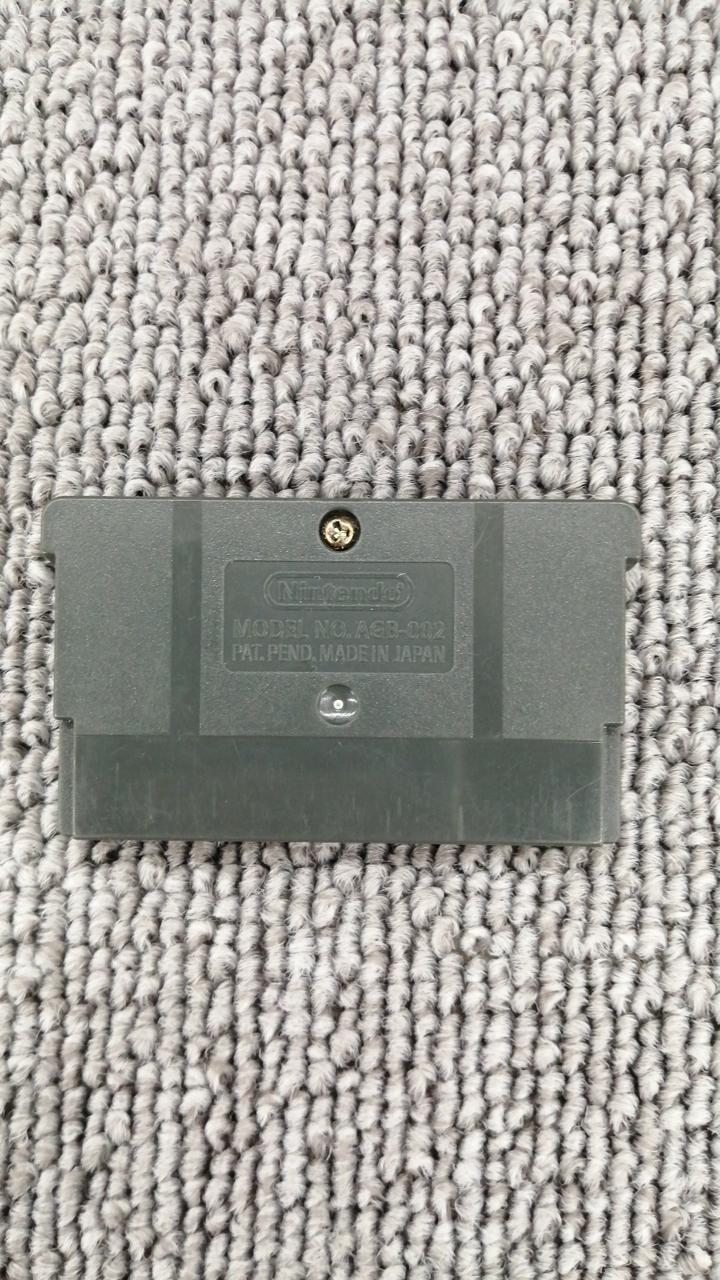 Nintendo
MODEL NO. AGB-002
PAT. PEND. MADE IN JAPAN